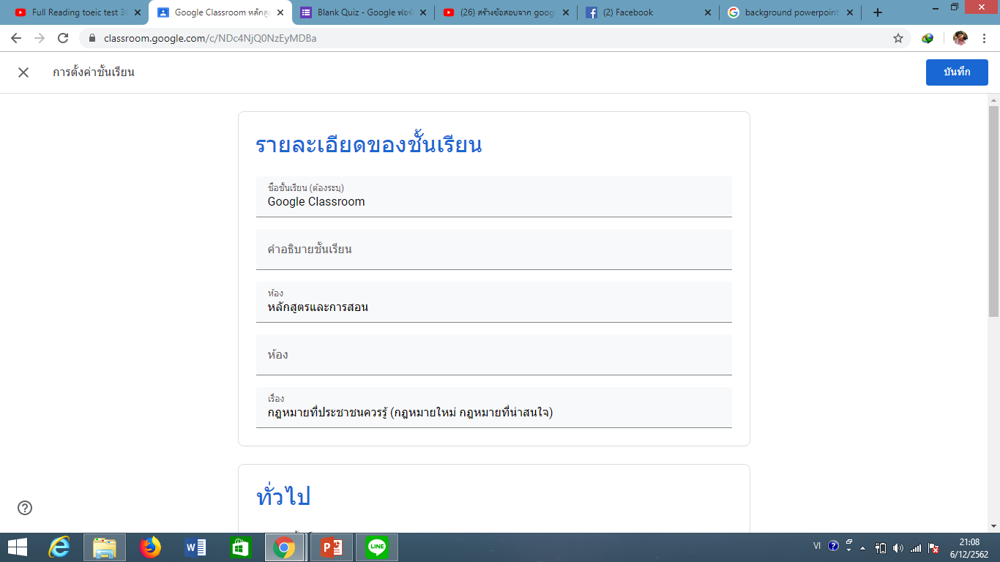 Full Reading toeic test 38
Google Classroom หลักสูต
Blank Quiz - Google ฟอร์
(26) สร้างข้อสอบจาก goog
(2) Facebook
background powerpoint
classroom.google.com/c/NDc4NjQ0NzEyMDBa
การตั้งค่าชั้นเรียน
บันทึก
รายละเอียดของชั้นเรียน
ชื่อชั้นเรียน (ต้องระบุ)
Google Classroom
คำอธิบายชั้นเรียน
ห้อง
หลักสูตรและการสอน
ห้อง
เรื่อง
กฎหมายที่ประชาชนควรรู้ (กฎหมายใหม่ กฎหมายที่น่าสนใจ)
ทั่วไป
LINE
VI
21:08
6/12/2562